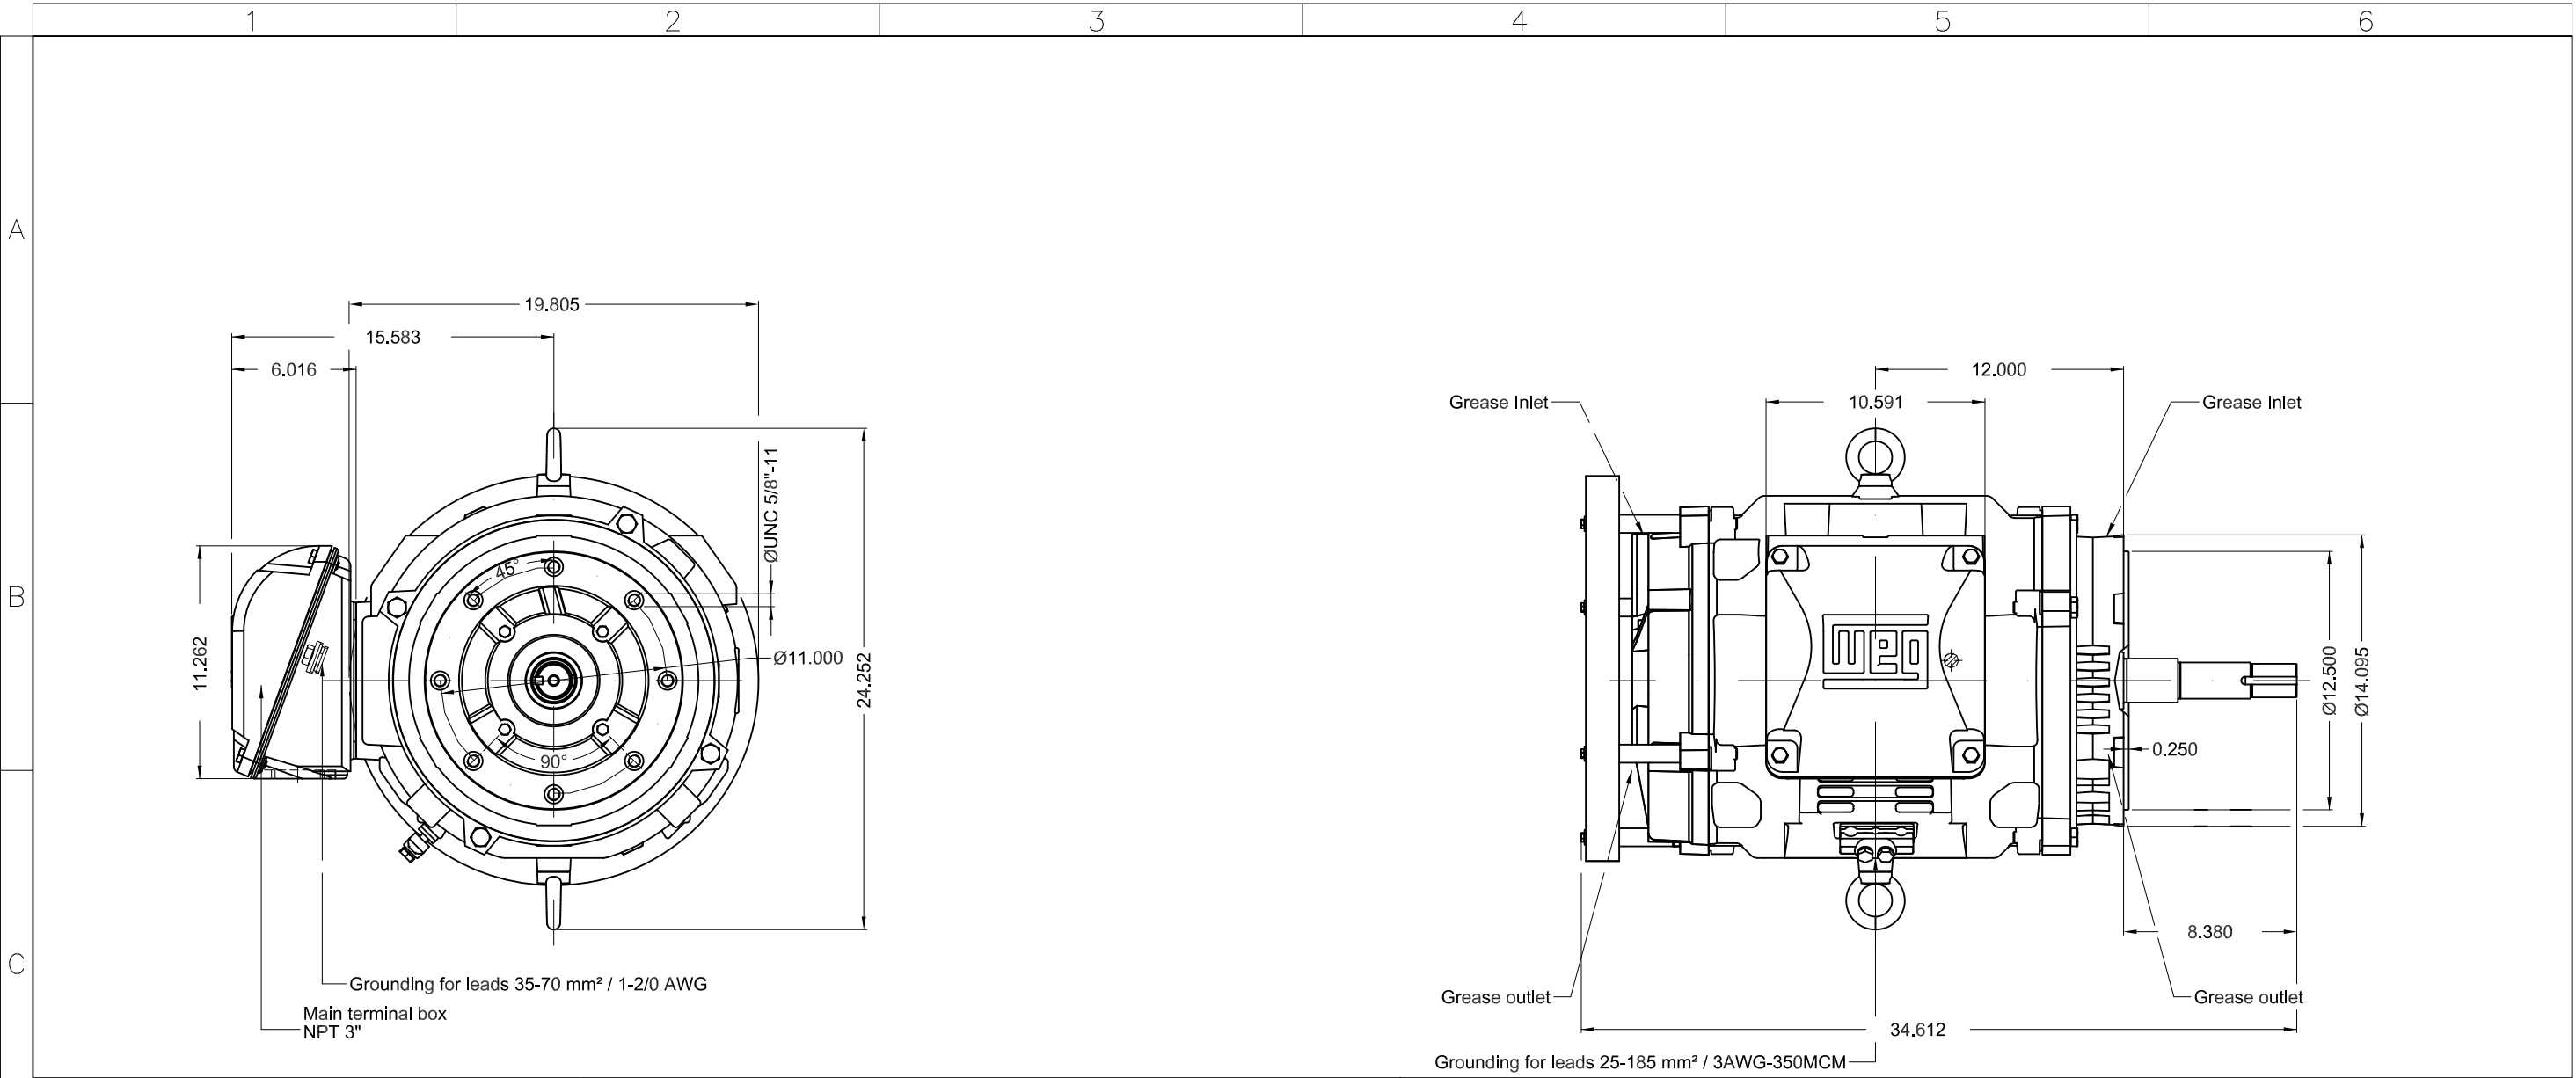 1 2 3 4 5 6
A
B
C
19.805
15.583
6.016
11.262
ØUNC 5/8"-11
45°
90°
Ø11.000
24.252
Grounding for leads 35-70 mm² / 1-2/0 AWG
Main terminal box
NPT 3"
12.000
10.591
Grease Inlet
Grease Inlet
weg
Ø12.500
Ø14.095
0.250
8.380
Grease outlet
Grease outlet
34.612
Grounding for leads 25-185 mm² / 3AWG-350MCM